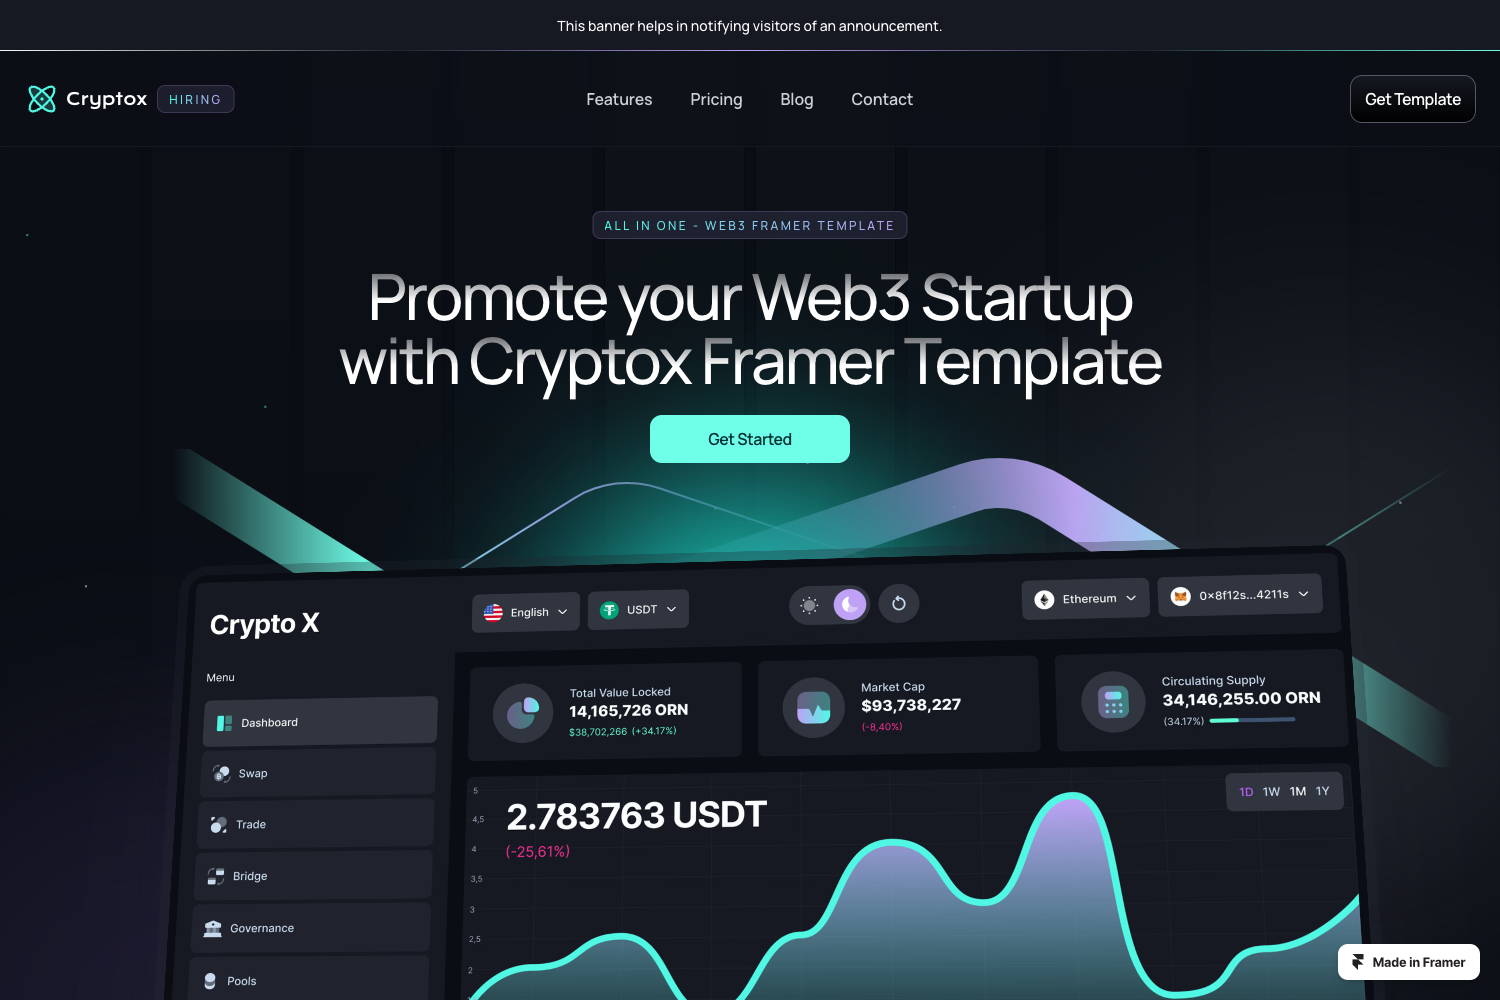 This banner helps in notifying visitors of an announcement.
Cryptox
HIRING
Features
Pricing
Blog
Contact
Get Template
ALL IN ONE - WEB3 FRAMER TEMPLATE
Promote your Web3 Startup
with Cryptox Framer Template
Get Started
Crypto X
English
USDT
Ethereum
0×8f12s...4211s
Menu
Dashboard
Swap
Trade
Bridge
Governance
Pools
Total Value Locked
14,165,726 ORN
$38,702,266 (+34.17%)
Market Cap
$93,738,227
(-8,40%)
Circulating Supply
34,146,255.00 ORN
(34.17%)
2.783763 USDT
(-25,61%)
1D 1W 1M 1Y
5
4,5
4
3,5
3
2,5
2
Made in Framer